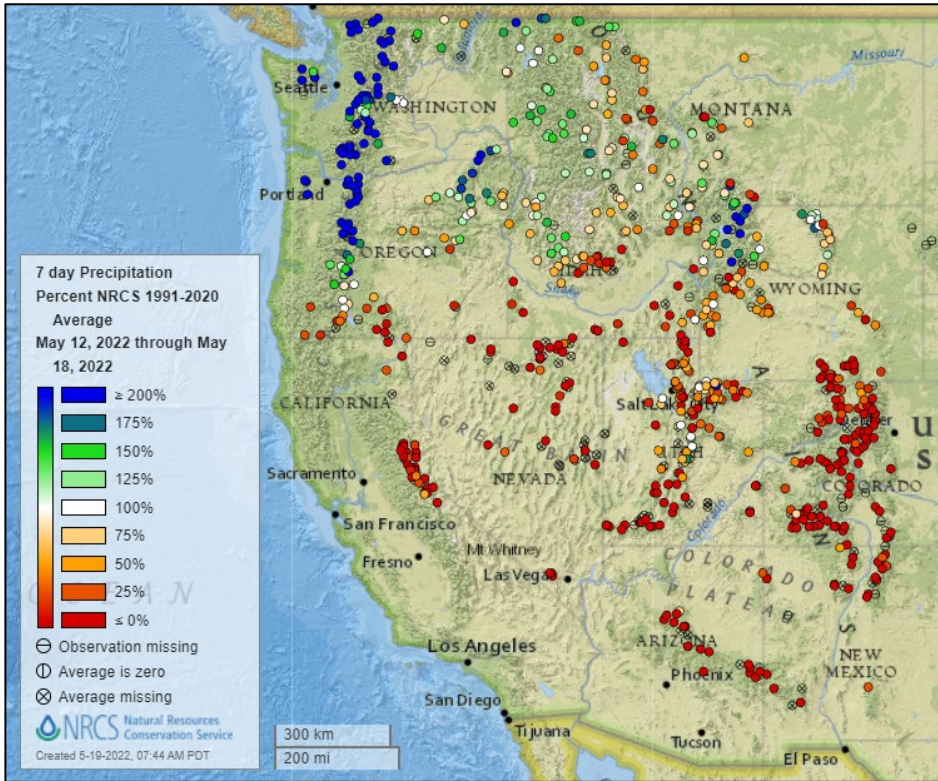 Missouri
Seattle
WASHINGTON
MONTANA
Portland
OREGON
Snake
WYOMING
7 day Precipitation
Percent NRCS 1991-2020
Average
May 12, 2022 through May
18, 2022
≥ 200%
175%
150%
125%
100%
75%
50%
25%
≤ 0%
Observation missing
Average is zero
Average missing
NRCS Natural Resources
Conservation Service
Created 5-19-2022, 07:44 AM PDT
CALIFORNIA
Salt Lake City
GREAT
BASIN
UTAH
NEVADA
U
S
COLORADO
Colorado
Sacramento
San Francisco
Fresno
Mt Whitney
Las Vegas
COLORADO
PLATEAU
ARIZONA
NEW
MEXICO
Phoenix
Los Angeles
San Diego
Tijuana
Tucson
El Paso
300 km
200 mi